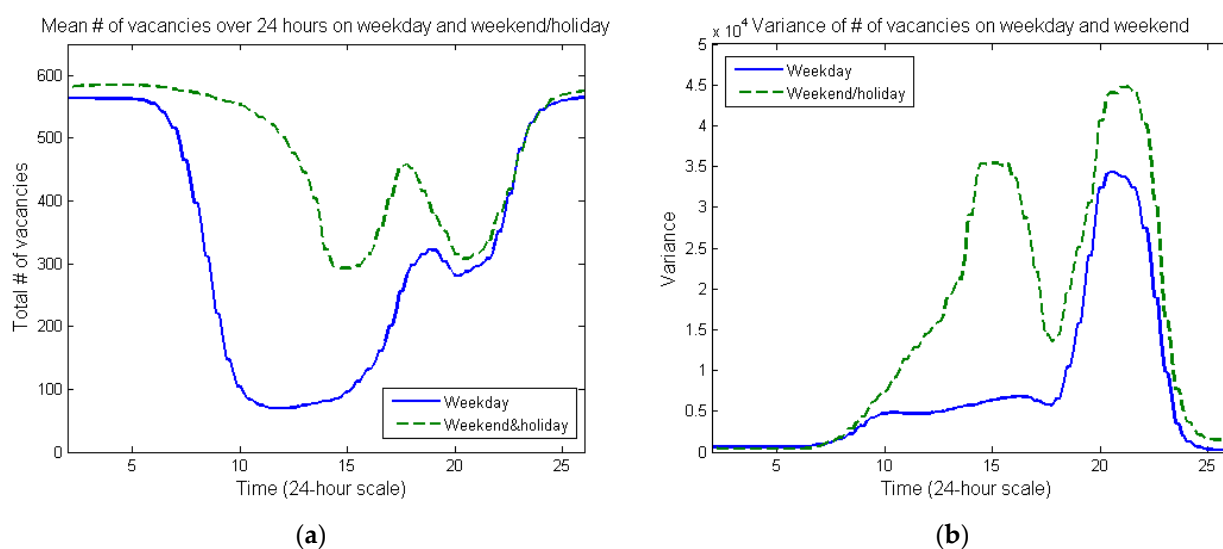 Mean # of vacancies over 24 hours on weekday and weekend/holiday
600
500
400
300
200
100
0
Total # of vacancies
5 10 15 20 25
Time (24-hour scale)
Weekday
Weekend&holiday
(a)
x 10^4 Variance of # of vacancies on weekday and weekend
5
4.5
4
3.5
3
2.5
2
1.5
1
0.5
0
Variance
Weekday
Weekend/holiday
5 10 15 20 25
Time (24-hour scale)
(b)